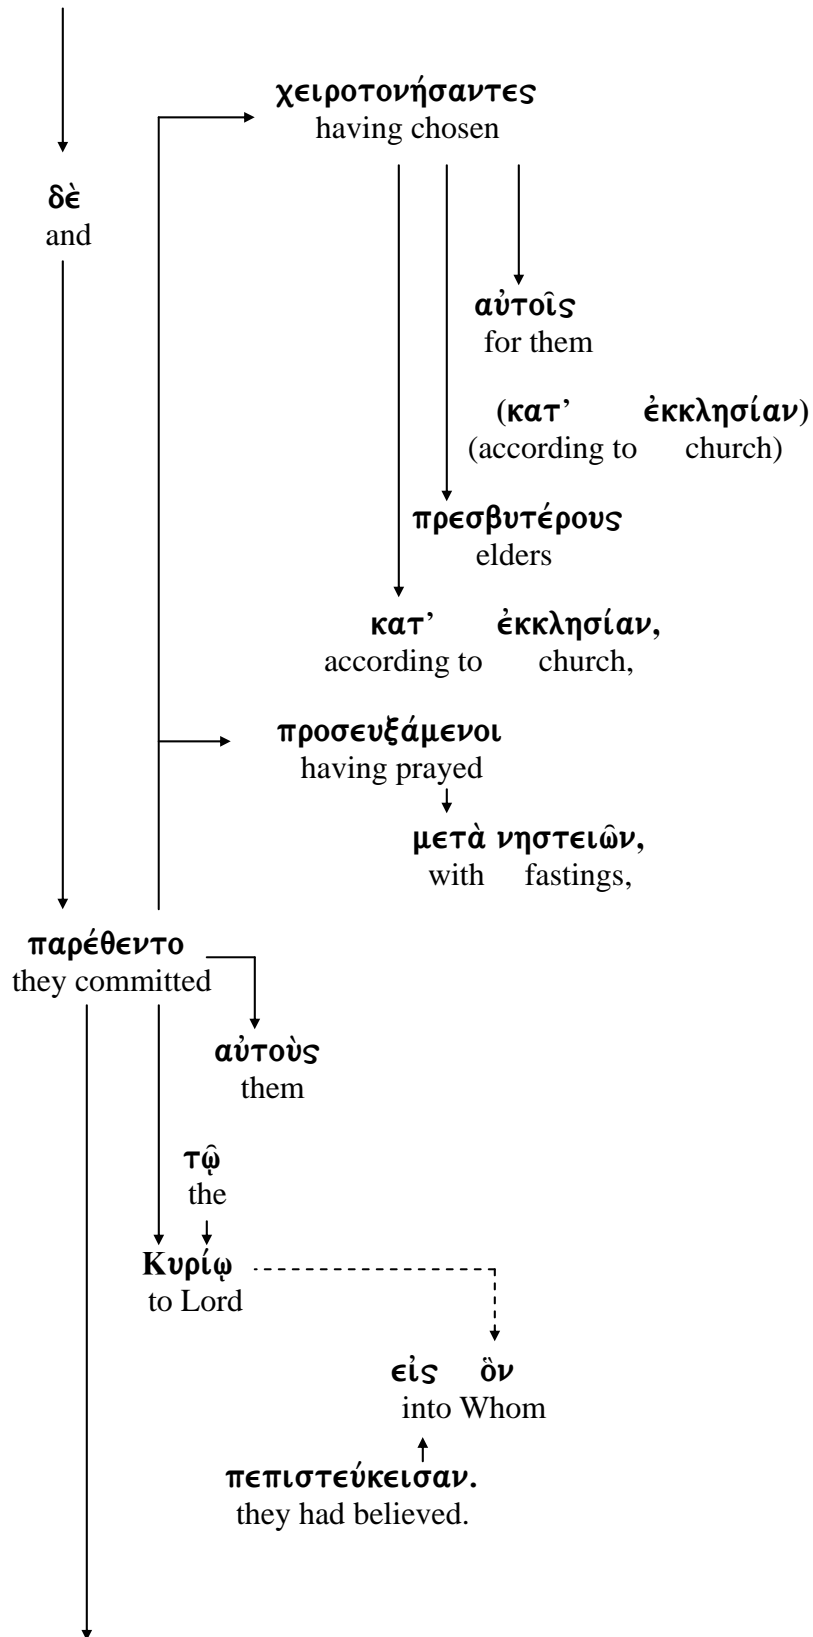 χειροτονήσαντες
having chosen
δὲ
and
αὐτοῖς
for them
(κατ’ ἐκκλησίαν)
(according to church)
πρεσβυτέρους
elders
κατ’ ἐκκλησίαν,
according to church,
προσευξάμενοι
having prayed
μετὰ νηστειῶν,
with fastings,
παρέθεντο
they committed
αὐτοὺς
them
τῷ
the
Κυρίῳ
to Lord
εἰς ὃν
into Whom
πεπιστεύκεισαν.
they had believed.